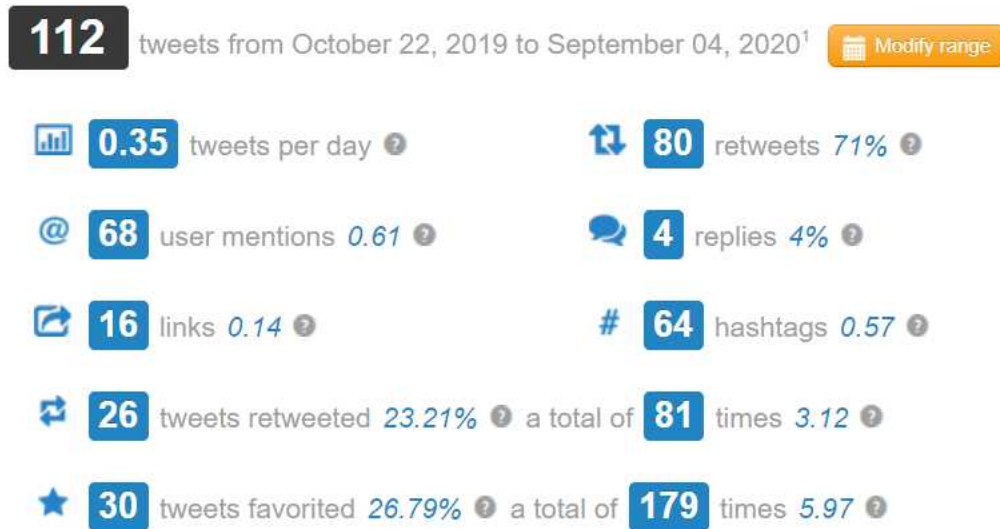 112 tweets from October 22, 2019 to September 04, 2020¹ Modify range
0.35 tweets per day ? 80 retweets 71% ?
@ 68 user mentions 0.61 ? 4 replies 4% ?
16 links 0.14 ? # 64 hashtags 0.57 ?
26 tweets retweeted 23.21% ? a total of 81 times 3.12 ?
30 tweets favorited 26.79% ? a total of 179 times 5.97 ?